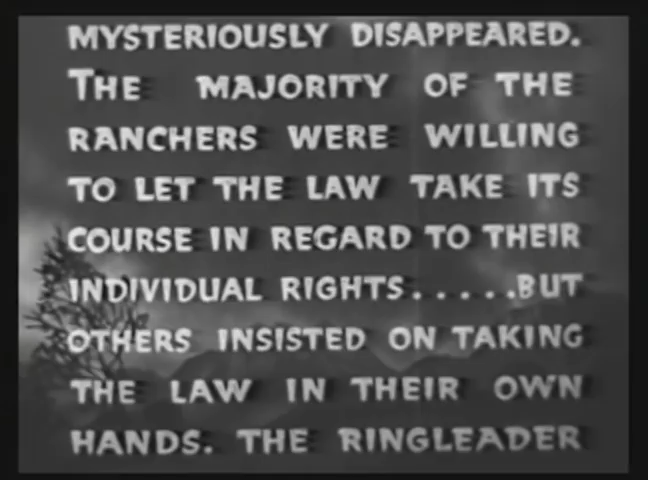 MYSTERIOUSLY DISAPPEARED.
THE MAJORITY OF THE
RANCHERS WERE WILLING
TO LET THE LAW TAKE ITS
COURSE IN REGARD TO THEIR
INDIVIDUAL RIGHTS.....BUT
OTHERS INSISTED ON TAKING
THE LAW IN THEIR OWN
HANDS. THE RINGLEADER